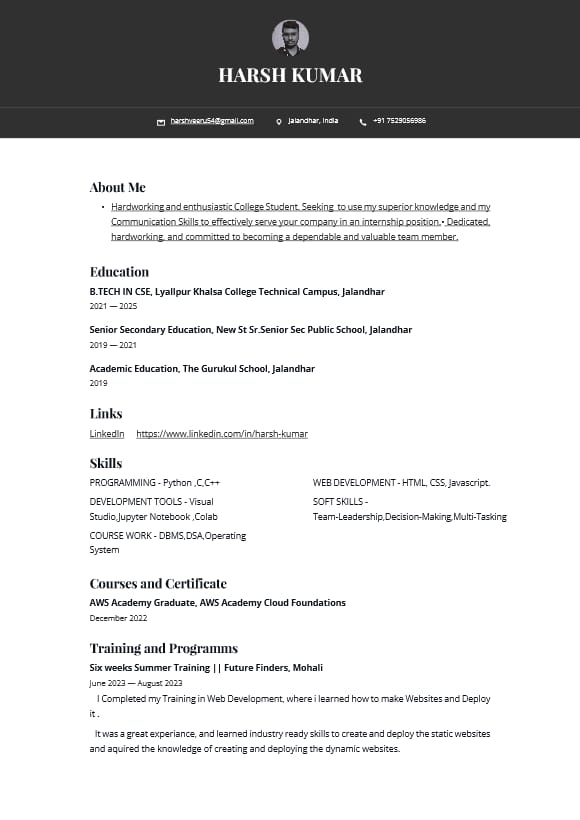 HARSH KUMAR
harshveeru54@gmail.com
Jalandhar, India
+91 7529056986
About Me
• Hardworking and enthusiastic College Student, Seeking to use my superior knowledge and my
Communication Skills to effectively serve your company in an internship position.• Dedicated,
hardworking, and committed to becoming a dependable and valuable team member.
Education
B.TECH IN CSE, Lyallpur Khalsa College Technical Campus, Jalandhar
2021 — 2025
Senior Secondary Education, New St Sr.Senior Sec Public School, Jalandhar
2019 — 2021
Academic Education, The Gurukul School, Jalandhar
2019
Links
LinkedIn https://www.linkedin.com/in/harsh-kumar
Skills
PROGRAMMING - Python ,C,C++
WEB DEVELOPMENT - HTML, CSS, Javascript.
DEVELOPMENT TOOLS - Visual
Studio,Jupyter Notebook ,Colab
SOFT SKILLS -
Team-Leadership,Decision-Making,Multi-Tasking
COURSE WORK - DBMS,DSA,Operating
System
Courses and Certificate
AWS Academy Graduate, AWS Academy Cloud Foundations
December 2022
Training and Programms
Six weeks Summer Training || Future Finders, Mohali
June 2023 — August 2023
I Completed my Training in Web Development, where i learned how to make Websites and Deploy
it .
It was a great experiance, and learned industry ready skills to create and deploy the static websites
and aquired the knowledge of creating and deploying the dynamic websites.